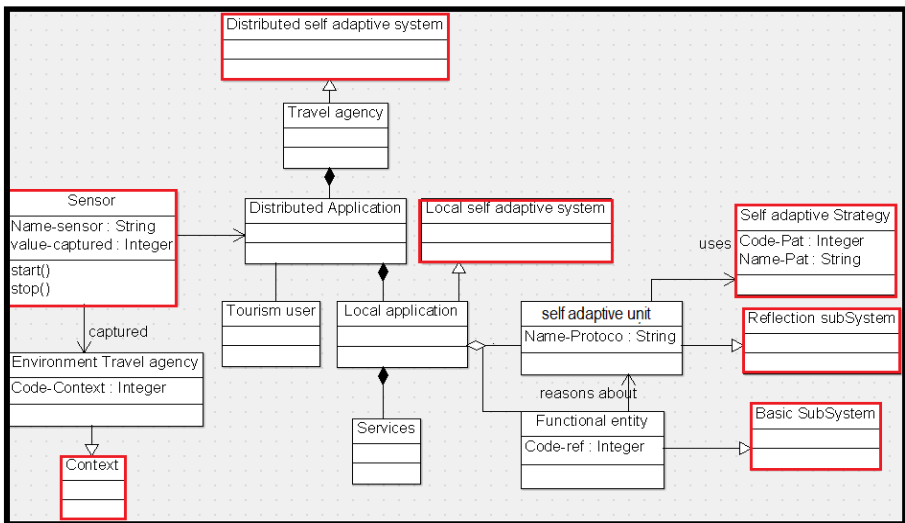 Distributed self adaptive system
Travel agency
Sensor
Name-sensor : String
value-captured : Integer
start()
stop()
Distributed Application
Local self adaptive system
Self adaptive Strategy
Code-Pat : Integer
Name-Pat : String
uses
captured
Tourism user
Local application
self adaptive unit
Name-Protoco : String
Reflection subSystem
Environment Travel agency
Code-Context : Integer
reasons about
Services
Functional entity
Code-ref : Integer
Basic SubSystem
Context